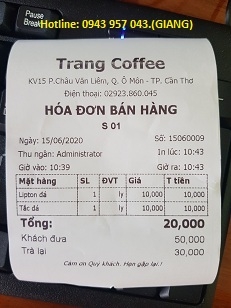 Pause
Break
Hotline: 0943 957 043.(GIANG)
Trang Coffee
KV15 P.Châu Văn Liêm, Q. Ô Môn - TP. Cần Thơ
Điện thoại: 02923.860.045
HÓA ĐƠN BÁN HÀNG
S 01
Ngày: 15/06/2020 Số: 15060009
Thu ngân: Administrator In lúc: 10:43
Giờ vào: 10:39 Giờ ra: 10:43
Mặt hàng SL ĐVT Giá T tiền
Lipton đá 1 ly 10,000 10,000
Tắc đá 1 ly 10,000 10,000
Tổng: 20,000
Khách đưa 50,000
Trả lại 30,000
Cám ơn Quý khách. Hẹn gặp lại!